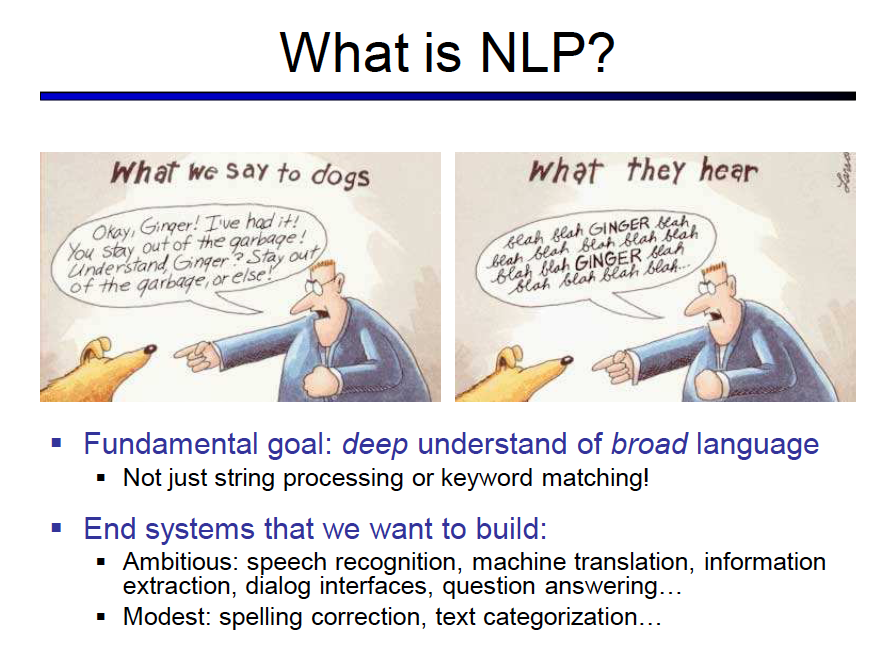 What is NLP?
What we say to dogs
Okay, Ginger! I've had it!
You stay out of the garbage!
Understand, Ginger? Stay out
of the garbage, or else!
What they hear
Larson
blah blah GINGER blah
blah blah blah blah blah
blah blah GINGER blah
blah blah blah blah...
Fundamental goal: deep understand of broad language
Not just string processing or keyword matching!
End systems that we want to build:
Ambitious: speech recognition, machine translation, information
extraction, dialog interfaces, question answering…
Modest: spelling correction, text categorization…